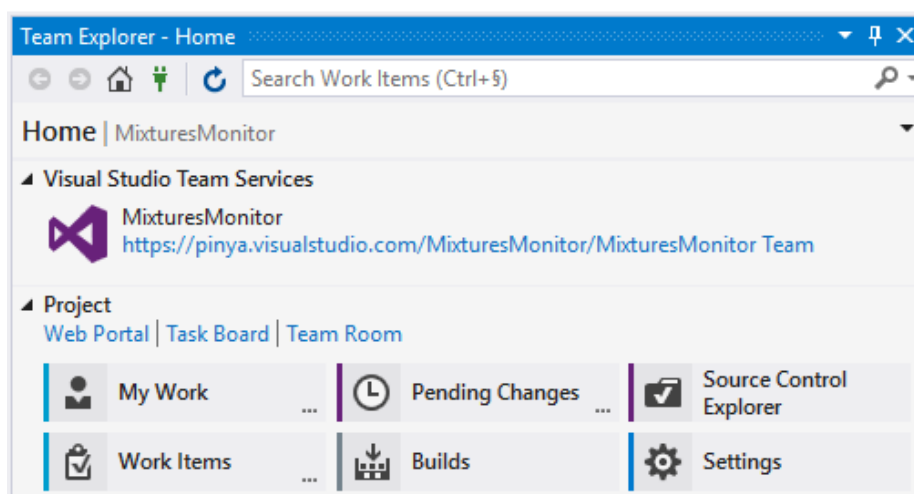 Team Explorer - Home
Search Work Items (Ctrl+§)
Home | MixturesMonitor
Visual Studio Team Services
MixturesMonitor
https://pinya.visualstudio.com/MixturesMonitor/MixturesMonitor Team
Project
Web Portal | Task Board | Team Room
My Work ...
Pending Changes ...
Source Control
Explorer
Work Items ...
Builds
Settings